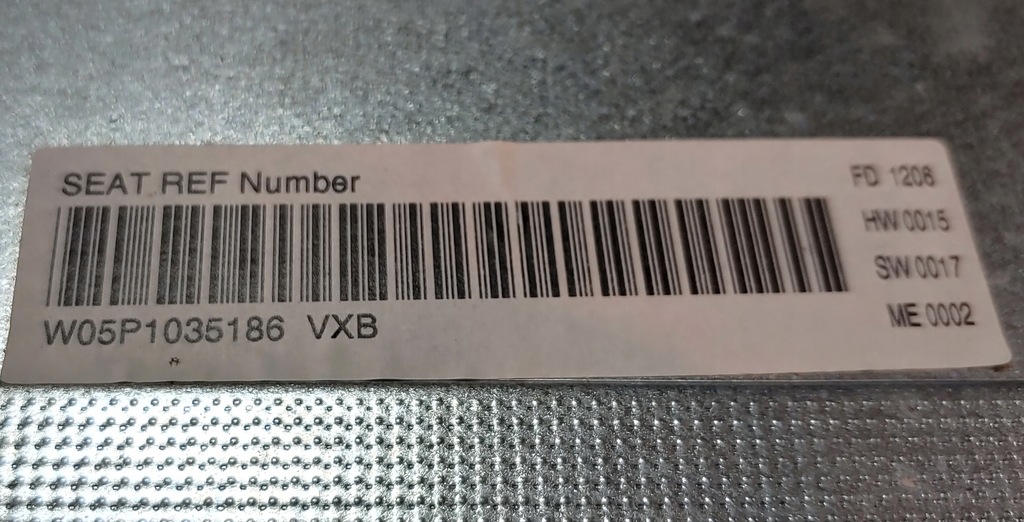 SEAT REF Number
W05P1035186 VXB
FD 1206
HW 0015
SW 0017
ME 0002